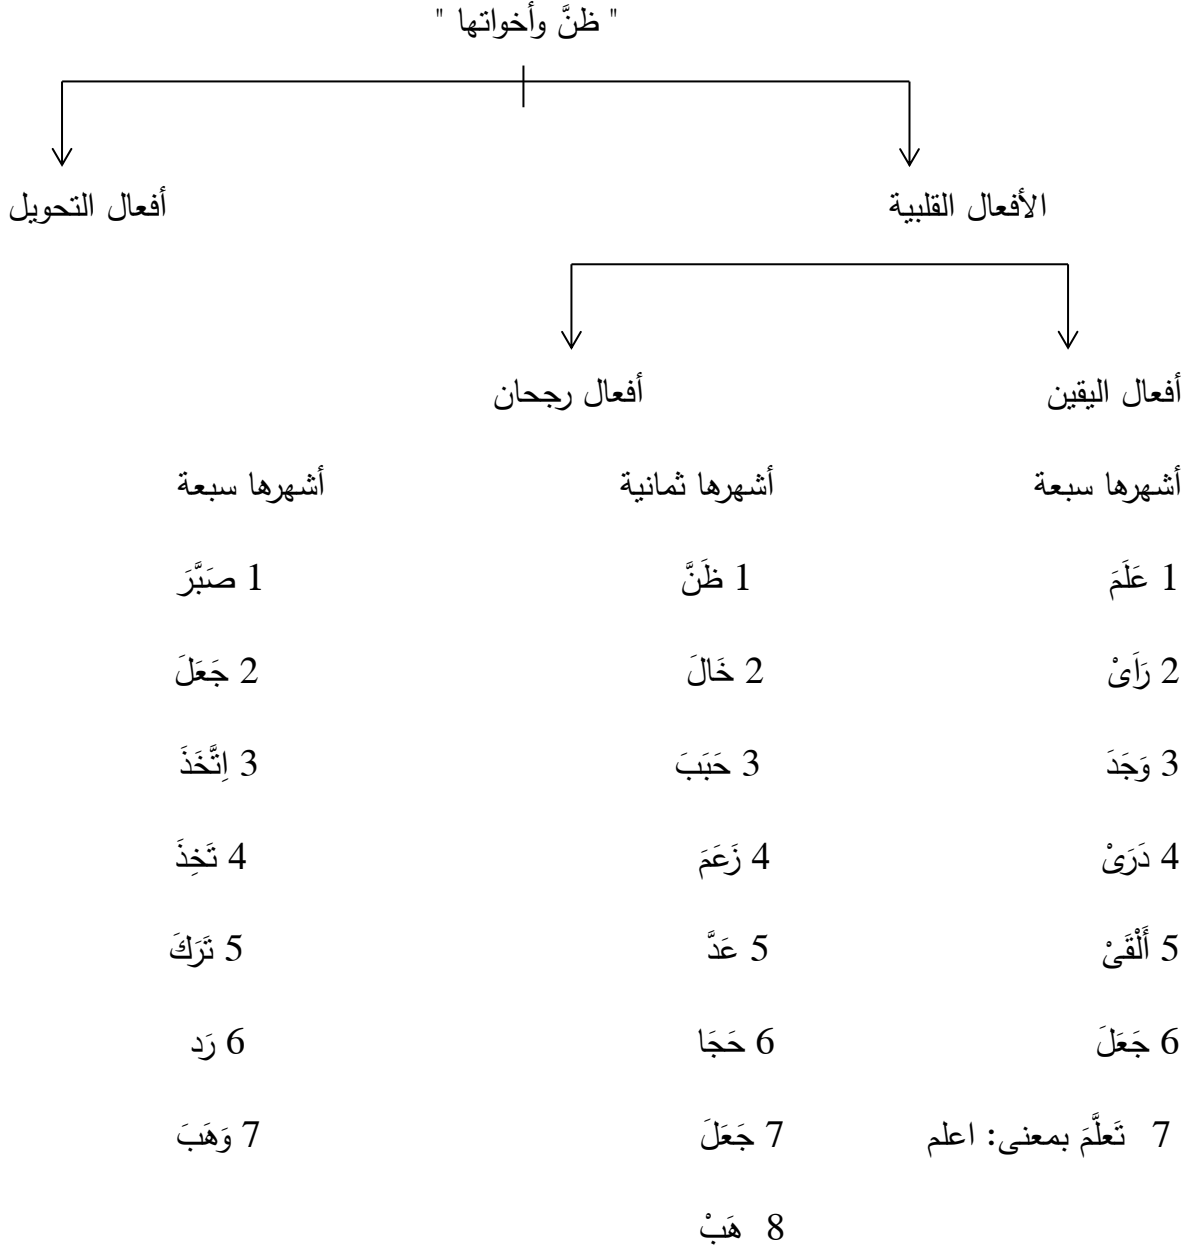 " ظنَّ وأخواتها "
الأفعال القلبية أفعال التحويل
أفعال اليقين أفعال رجحان
أشهرها سبعة أشهرها ثمانية أشهرها سبعة
1 عَلَمَ 1 ظَنَّ 1 صَبَّرَ
2 رَاَىْ 2 خَالَ 2 جَعَلَ
3 وَجَدَ 3 حَبَبَ 3 اِتَّخَذَ
4 دَرَىْ 4 زَعَمَ 4 تَخِذَ
5 أَلْقَىْ 5 عَدَّ 5 تَرَكَ
6 جَعَلَ 6 حَجَا 6 رَد
7 تَعلَّمَ بمعنى: اعلم 7 جَعَلَ 7 وَهَبَ
8 هَبْ